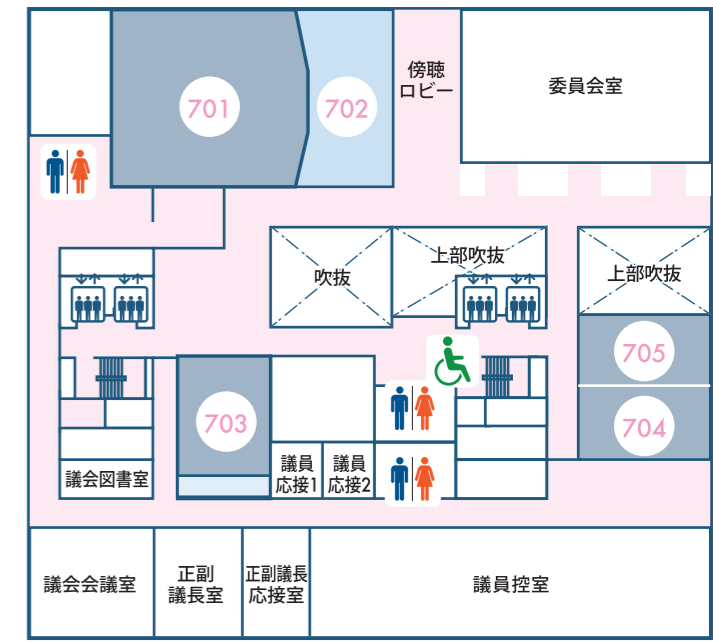 傍聴
ロビー
委員会室
701
702
吹抜
上部吹抜
上部吹抜
705
703
704
議会図書室
議員
応接1
議員
応接2
議会会議室
正副
議長室
正副議長
応接室
議員控室